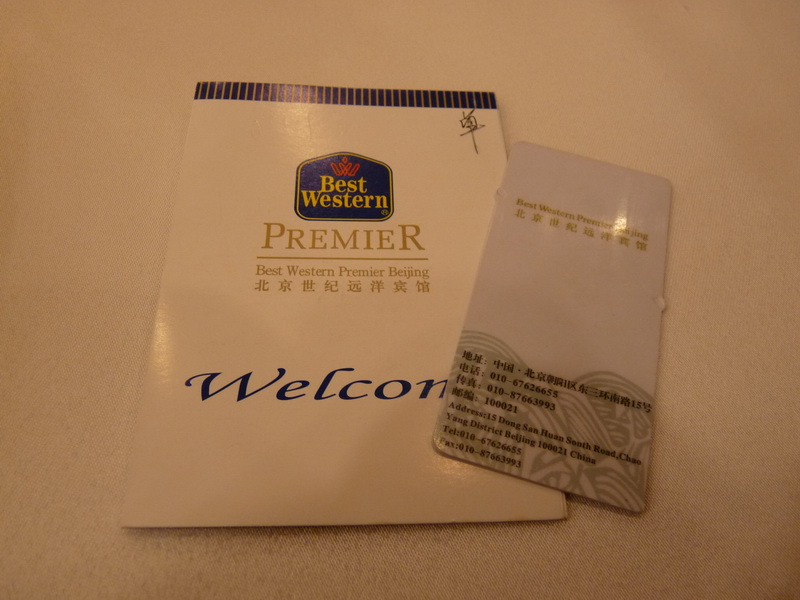 单
Best
Western
PREMIER
Best Western Premier Beijing
北京世纪远洋宾馆
Welcom
Best Western Premier Beijing
北京世纪远洋宾馆
地址：中国·北京朝阳区东三环南路15号
电话：010-67626655
传真：010-87663993
邮编：100021
Address:15 Dong San Huan South Road,Chao
Yang District Beijing 100021 China
Tel:010-67626655
Fax:010-87663993